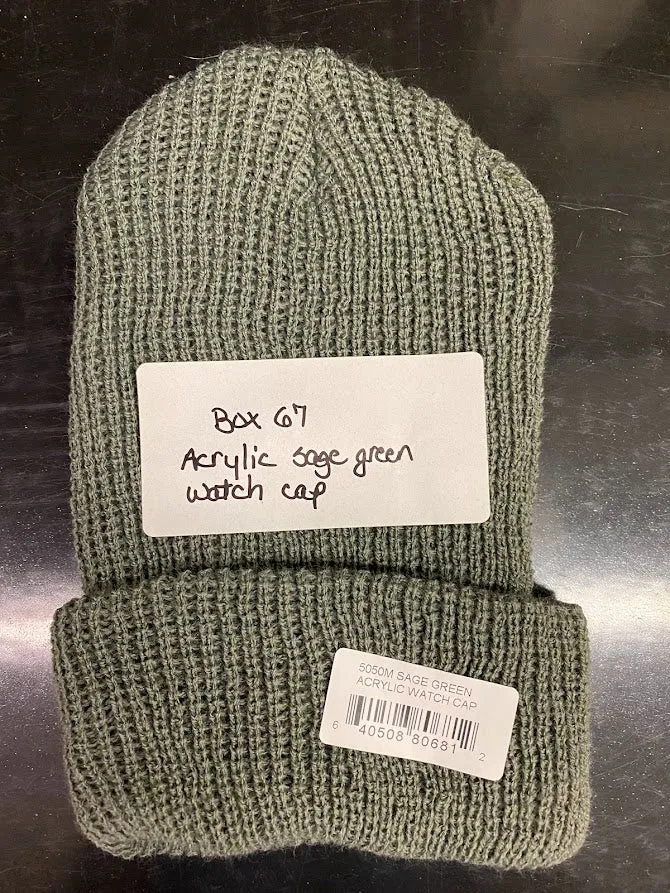 Box 67
Acrylic sage green
watch cap
5050M SAGE GREEN
ACRYLIC WATCH CAP
6 40508 80681 2